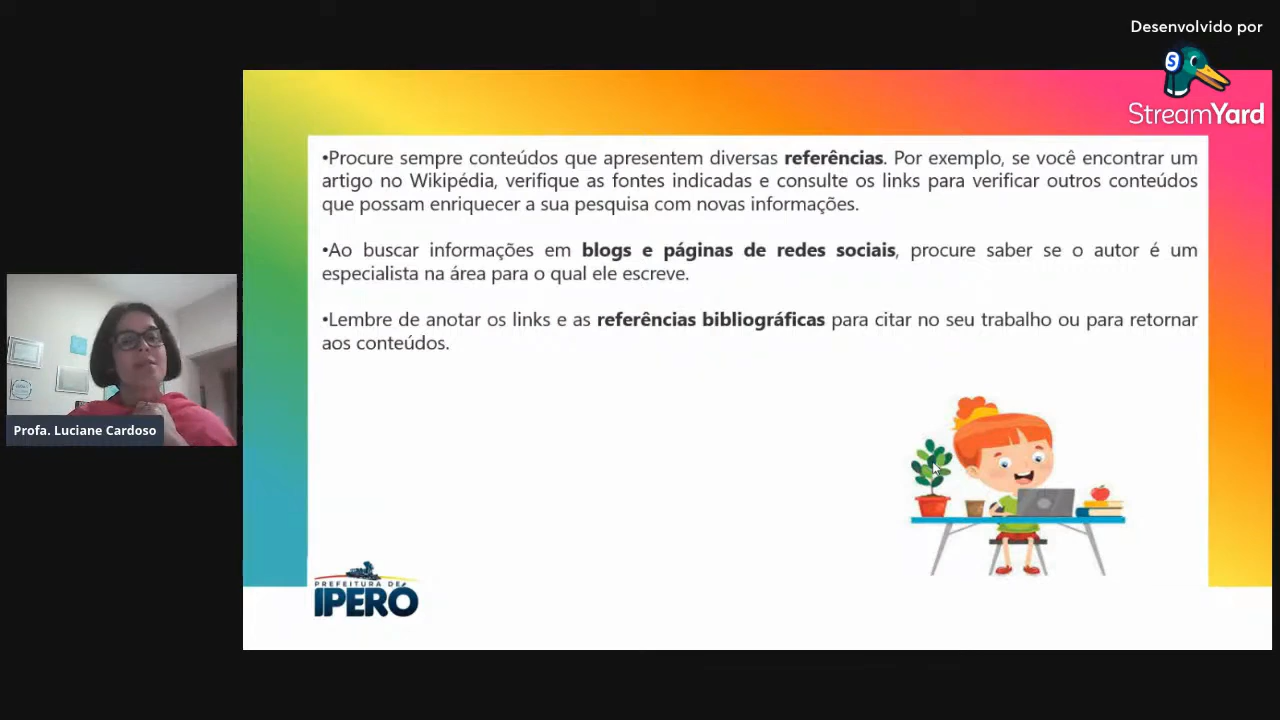 Desenvolvido por
StreamYard
•Procure sempre conteúdos que apresentem diversas referências. Por exemplo, se você encontrar um
artigo no Wikipédia, verifique as fontes indicadas e consulte os links para verificar outros conteúdos
que possam enriquecer a sua pesquisa com novas informações.
•Ao buscar informações em blogs e páginas de redes sociais, procure saber se o autor é um
especialista na área para o qual ele escreve.
•Lembre de anotar os links e as referências bibliográficas para citar no seu trabalho ou para retornar
aos conteúdos.
Profa. Luciane Cardoso
PREFEITURA DE
IPERÓ